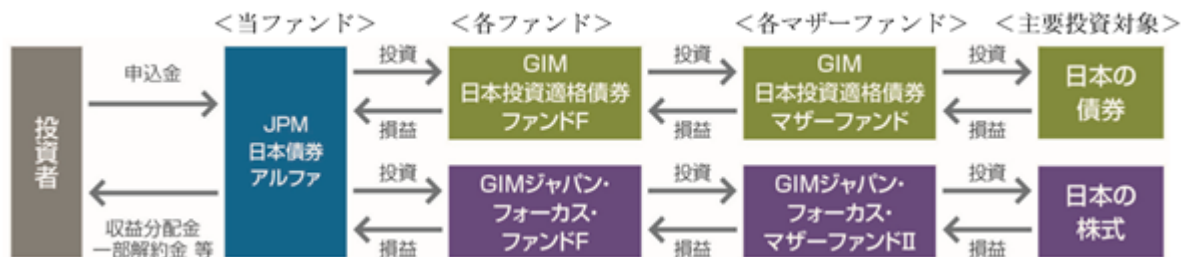 ＜当ファンド＞
＜各ファンド＞
＜各マザーファンド＞
＜主要投資対象＞
投資者
申込金
収益分配金
一部解約金 等
JPM
日本債券
アルファ
投資
損益
GIM
日本投資適格債券
ファンドF
投資
損益
GIM
日本投資適格債券
マザーファンド
投資
損益
日本の
債券
投資
損益
GIMジャパン・
フォーカス・
ファンドF
投資
損益
GIMジャパン・
フォーカス・
マザーファンドⅡ
投資
損益
日本の
株式